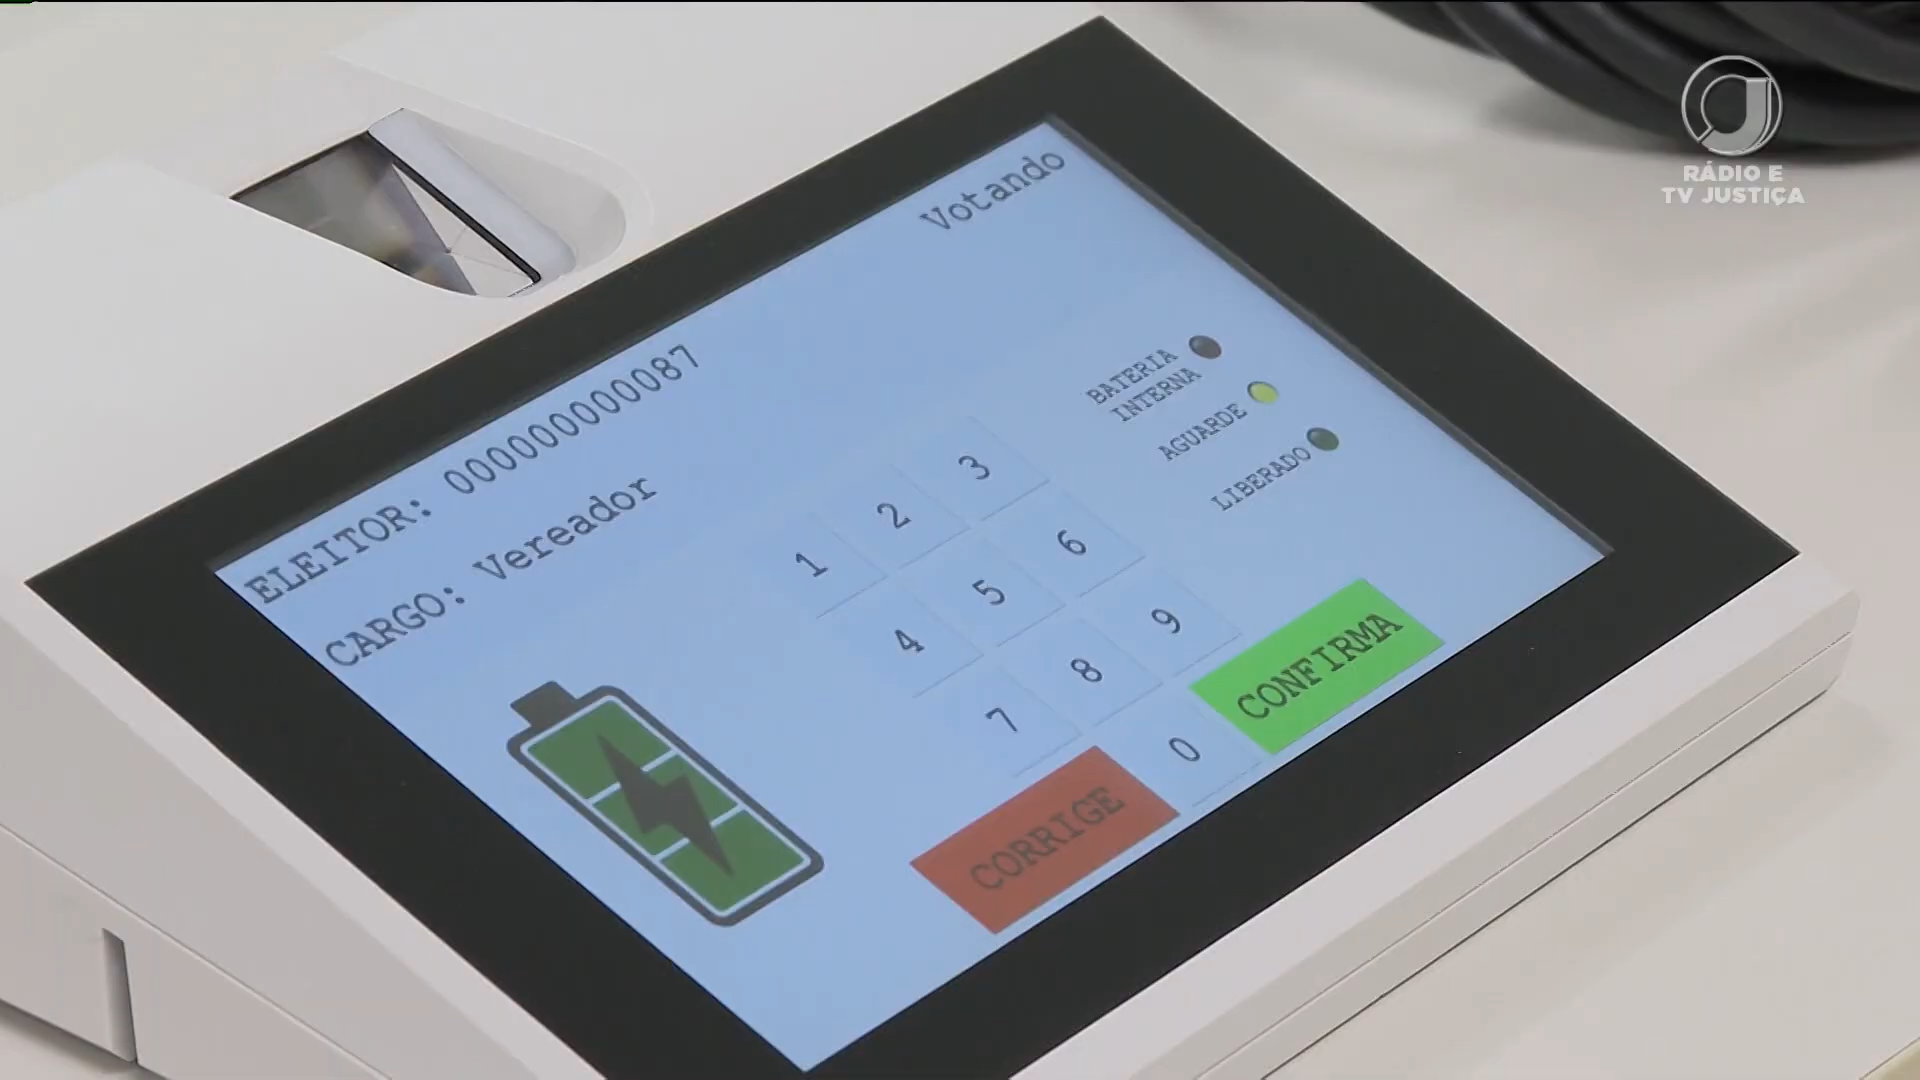 RÁDIO E
TV JUSTIÇA
Votando
ELEITOR: 000000000087
CARGO: Vereador
BATERIA
INTERNA
AGUARDE
LIBERADO
1 2 3
4 5 6
7 8 9
CORRIGE 0 CONFIRMA